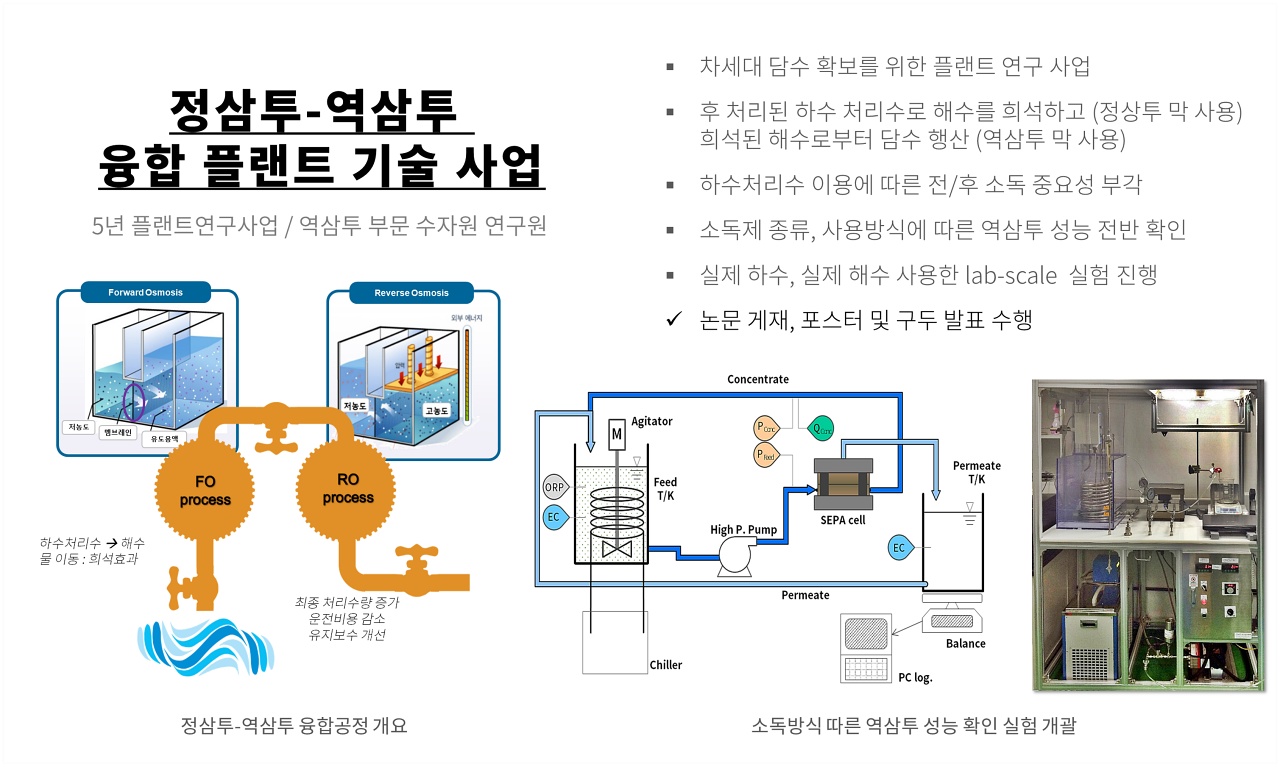 정삼투-역삼투
융합 플랜트 기술 사업
5년 플랜트연구사업 / 역삼투 부문 수자원 연구원
▪ 차세대 담수 확보를 위한 플랜트 연구 사업
▪ 후 처리된 하수 처리수로 해수를 희석하고 (정상투 막 사용)
희석된 해수로부터 담수 행산 (역삼투 막 사용)
▪ 하수처리수 이용에 따른 전/후 소독 중요성 부각
▪ 소독제 종류, 사용방식에 따른 역삼투 성능 전반 확인
▪ 실제 하수, 실제 해수 사용한 lab-scale 실험 진행
✓ 논문 게재, 포스터 및 구두 발표 수행
Forward Osmosis
저농도
멤브레인
유도용액
Reverse Osmosis
외부 에너지
압력
저농도
고농도
FO
process
RO
process
하수처리수 → 해수
물 이동 : 희석효과
최종 처리수량 증가
운전비용 감소
유지보수 개선
정삼투-역삼투 융합공정 개요
Concentrate
M
Agitator
Feed
T/K
ORP
EC
P Conc
Q Conc
P Feed
SEPA cell
High P. Pump
Permeate
T/K
EC
Permeate
Balance
Chiller
PC log.
소독방식 따른 역삼투 성능 확인 실험 개괄